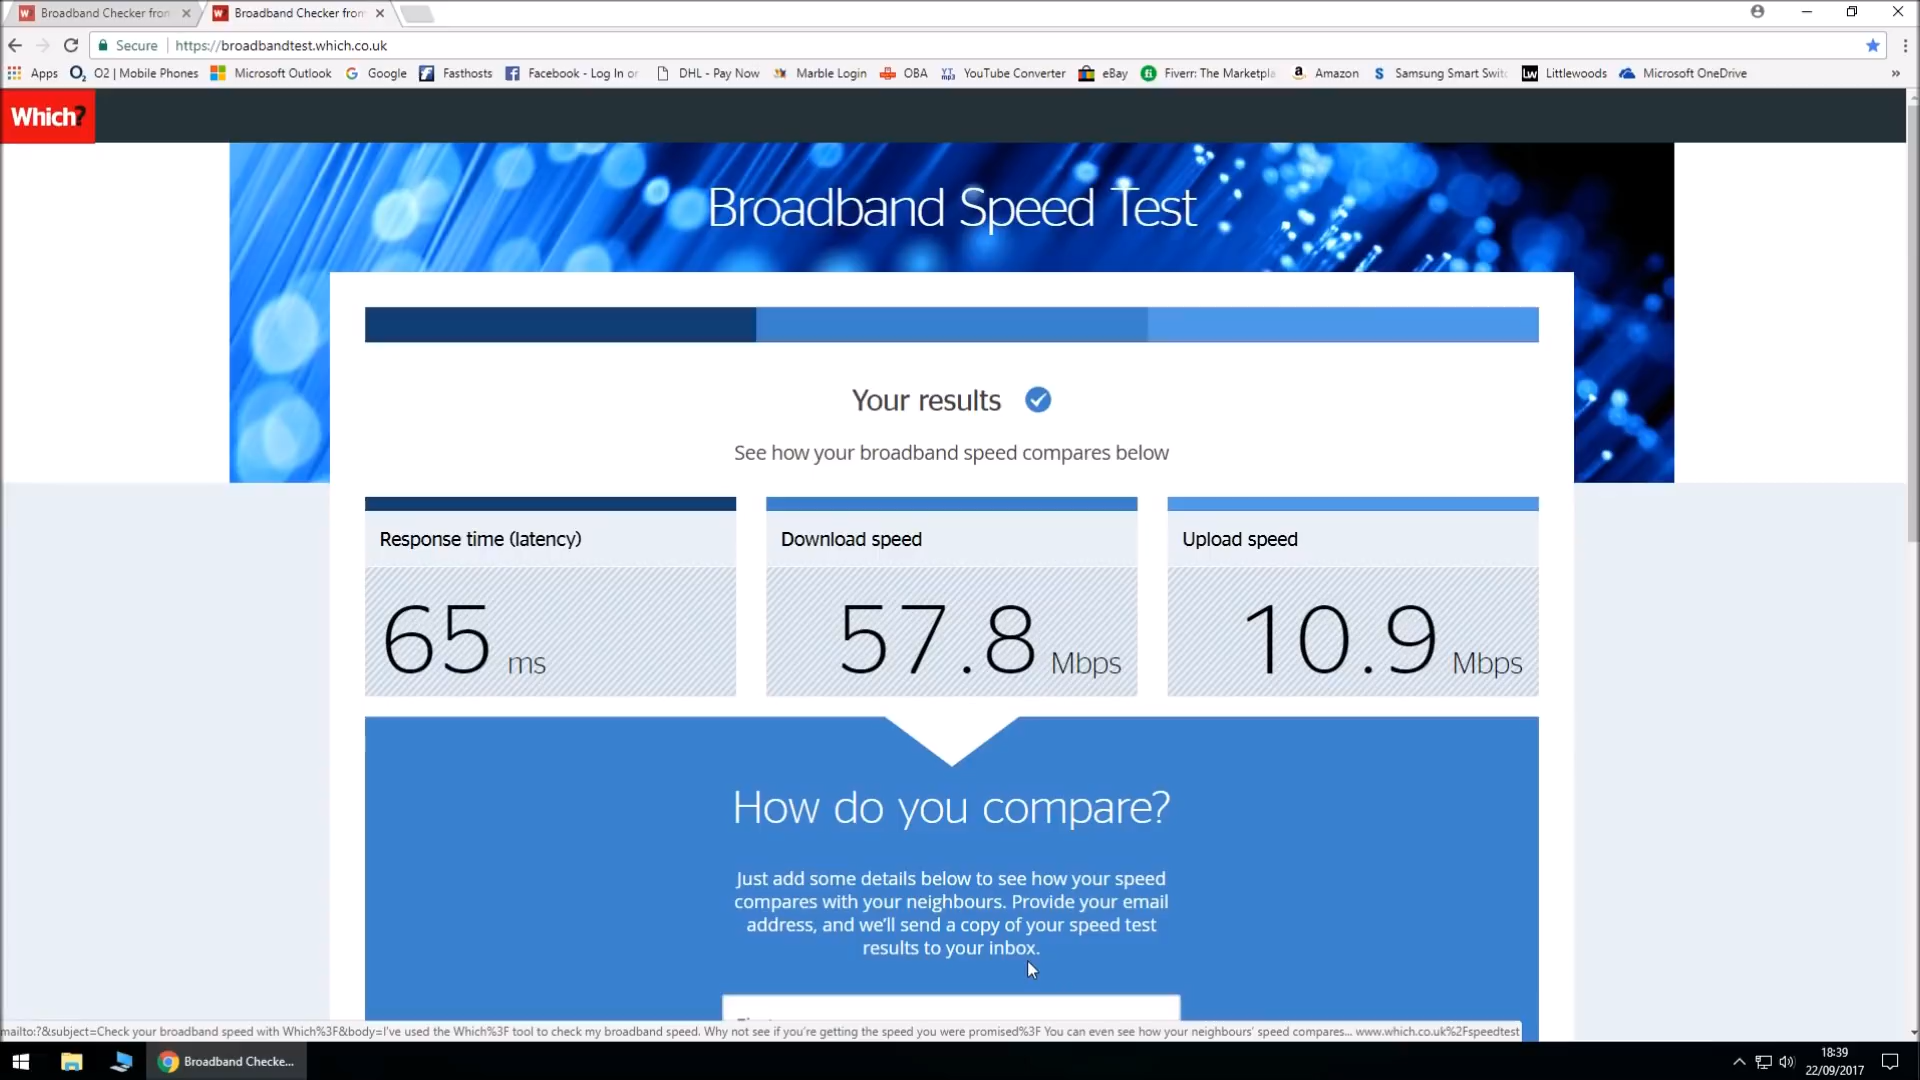 Broadband Checker from
Broadband Checker from
Secure
https://broadbandtest.which.co.uk
Apps
O2 | Mobile Phones
Microsoft Outlook
Google
Fasthosts
Facebook - Log In or
DHL - Pay Now
Marble Login
OBA
YouTube Converter
eBay
Fiverr: The Marketpla
Amazon
Samsung Smart Swit
Littlewoods
Microsoft OneDrive
Which?
Broadband Speed Test
Your results
See how your broadband speed compares below
Response time (latency)
65 ms
Download speed
57.8 Mbps
Upload speed
10.9 Mbps
How do you compare?
Just add some details below to see how your speed
compares with your neighbours. Provide your email
address, and we'll send a copy of your speed test
results to your inbox.
mailto:?&subject=Check your broadband speed with Which%3F&body=I've used the Which%3F tool to check my broadband speed. Why not see if you're getting the speed you were promised%3F You can even see how your neighbours' speed compares... www.which.co.uk%2Fspeedtest
Broadband Checke...
18:39
22/09/2017